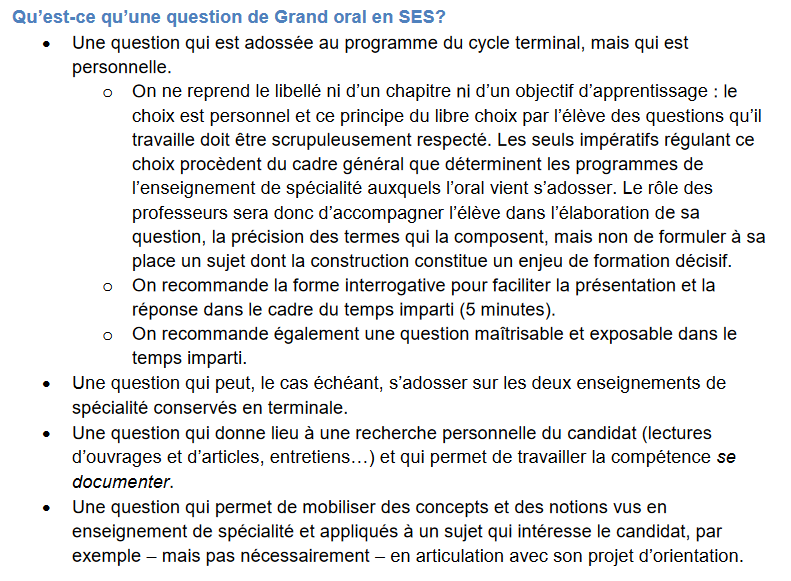 Qu’est-ce qu’une question de Grand oral en SES?
• Une question qui est adossée au programme du cycle terminal, mais qui est
personnelle.
o On ne reprend le libellé ni d’un chapitre ni d’un objectif d’apprentissage : le
choix est personnel et ce principe du libre choix par l’élève des questions qu’il
travaille doit être scrupuleusement respecté. Les seuls impératifs régulant ce
choix procèdent du cadre général que déterminent les programmes de
l’enseignement de spécialité auxquels l’oral vient s’adosser. Le rôle des
professeurs sera donc d’accompagner l’élève dans l’élaboration de sa
question, la précision des termes qui la composent, mais non de formuler à sa
place un sujet dont la construction constitue un enjeu de formation décisif.
o On recommande la forme interrogative pour faciliter la présentation et la
réponse dans le cadre du temps imparti (5 minutes).
o On recommande également une question maîtrisable et exposable dans le
temps imparti.
• Une question qui peut, le cas échéant, s’adosser sur les deux enseignements de
spécialité conservés en terminale.
• Une question qui donne lieu à une recherche personnelle du candidat (lectures
d’ouvrages et d’articles, entretiens…) et qui permet de travailler la compétence se
documenter.
• Une question qui permet de mobiliser des concepts et des notions vus en
enseignement de spécialité et appliqués à un sujet qui intéresse le candidat, par
exemple – mais pas nécessairement – en articulation avec son projet d’orientation.